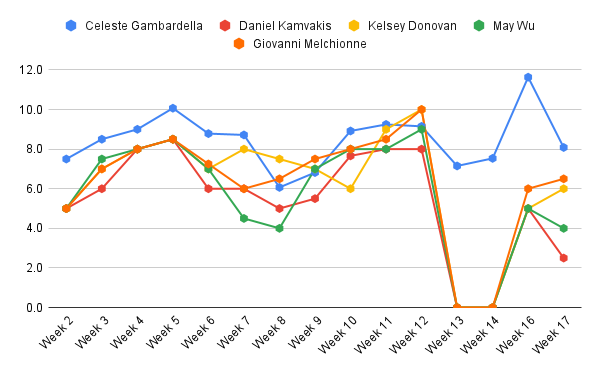 Celeste Gambardella Daniel Kamvakis Kelsey Donovan May Wu
Giovanni Melchionne
12.0
10.0
8.0
6.0
4.0
2.0
0.0
Week 2
Week 3
Week 4
Week 5
Week 6
Week 7
Week 8
Week 9
Week 10
Week 11
Week 12
Week 13
Week 14
Week 16
Week 17